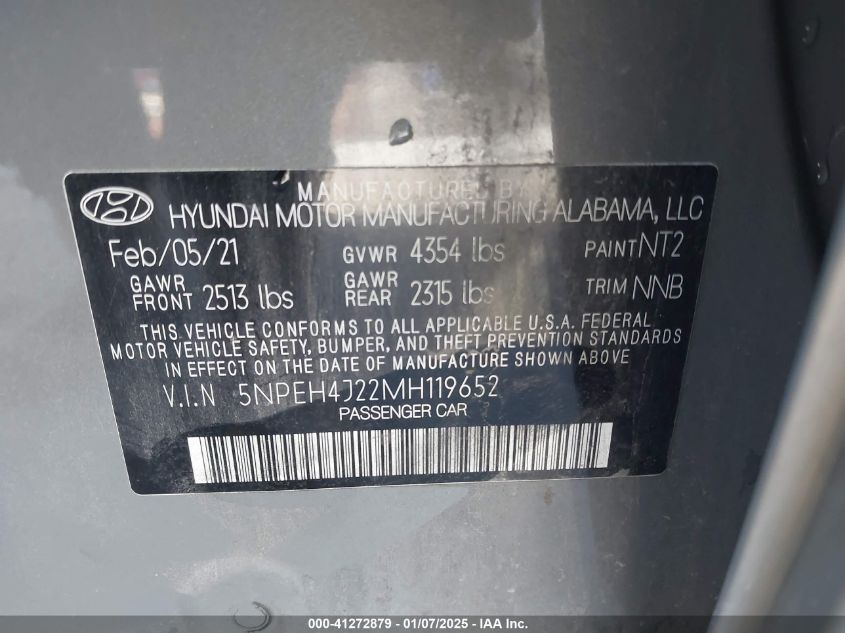 MANUFACTURED BY
HYUNDAI MOTOR MANUFACTURING ALABAMA, LLC
Feb/05/21 GVWR 4354 lbs PAINT NT2
GAWR FRONT 2513 lbs GAWR REAR 2315 lbs TRIM NNB
THIS VEHICLE CONFORMS TO ALL APPLICABLE U.S.A. FEDERAL
MOTOR VEHICLE SAFETY, BUMPER, AND THEFT PREVENTION STANDARDS
IN EFFECT ON THE DATE OF MANUFACTURE SHOWN ABOVE
V.I.N 5NPEH4J22MH119652
PASSENGER CAR
000-41272879 - 01/07/2025 - IAA Inc.